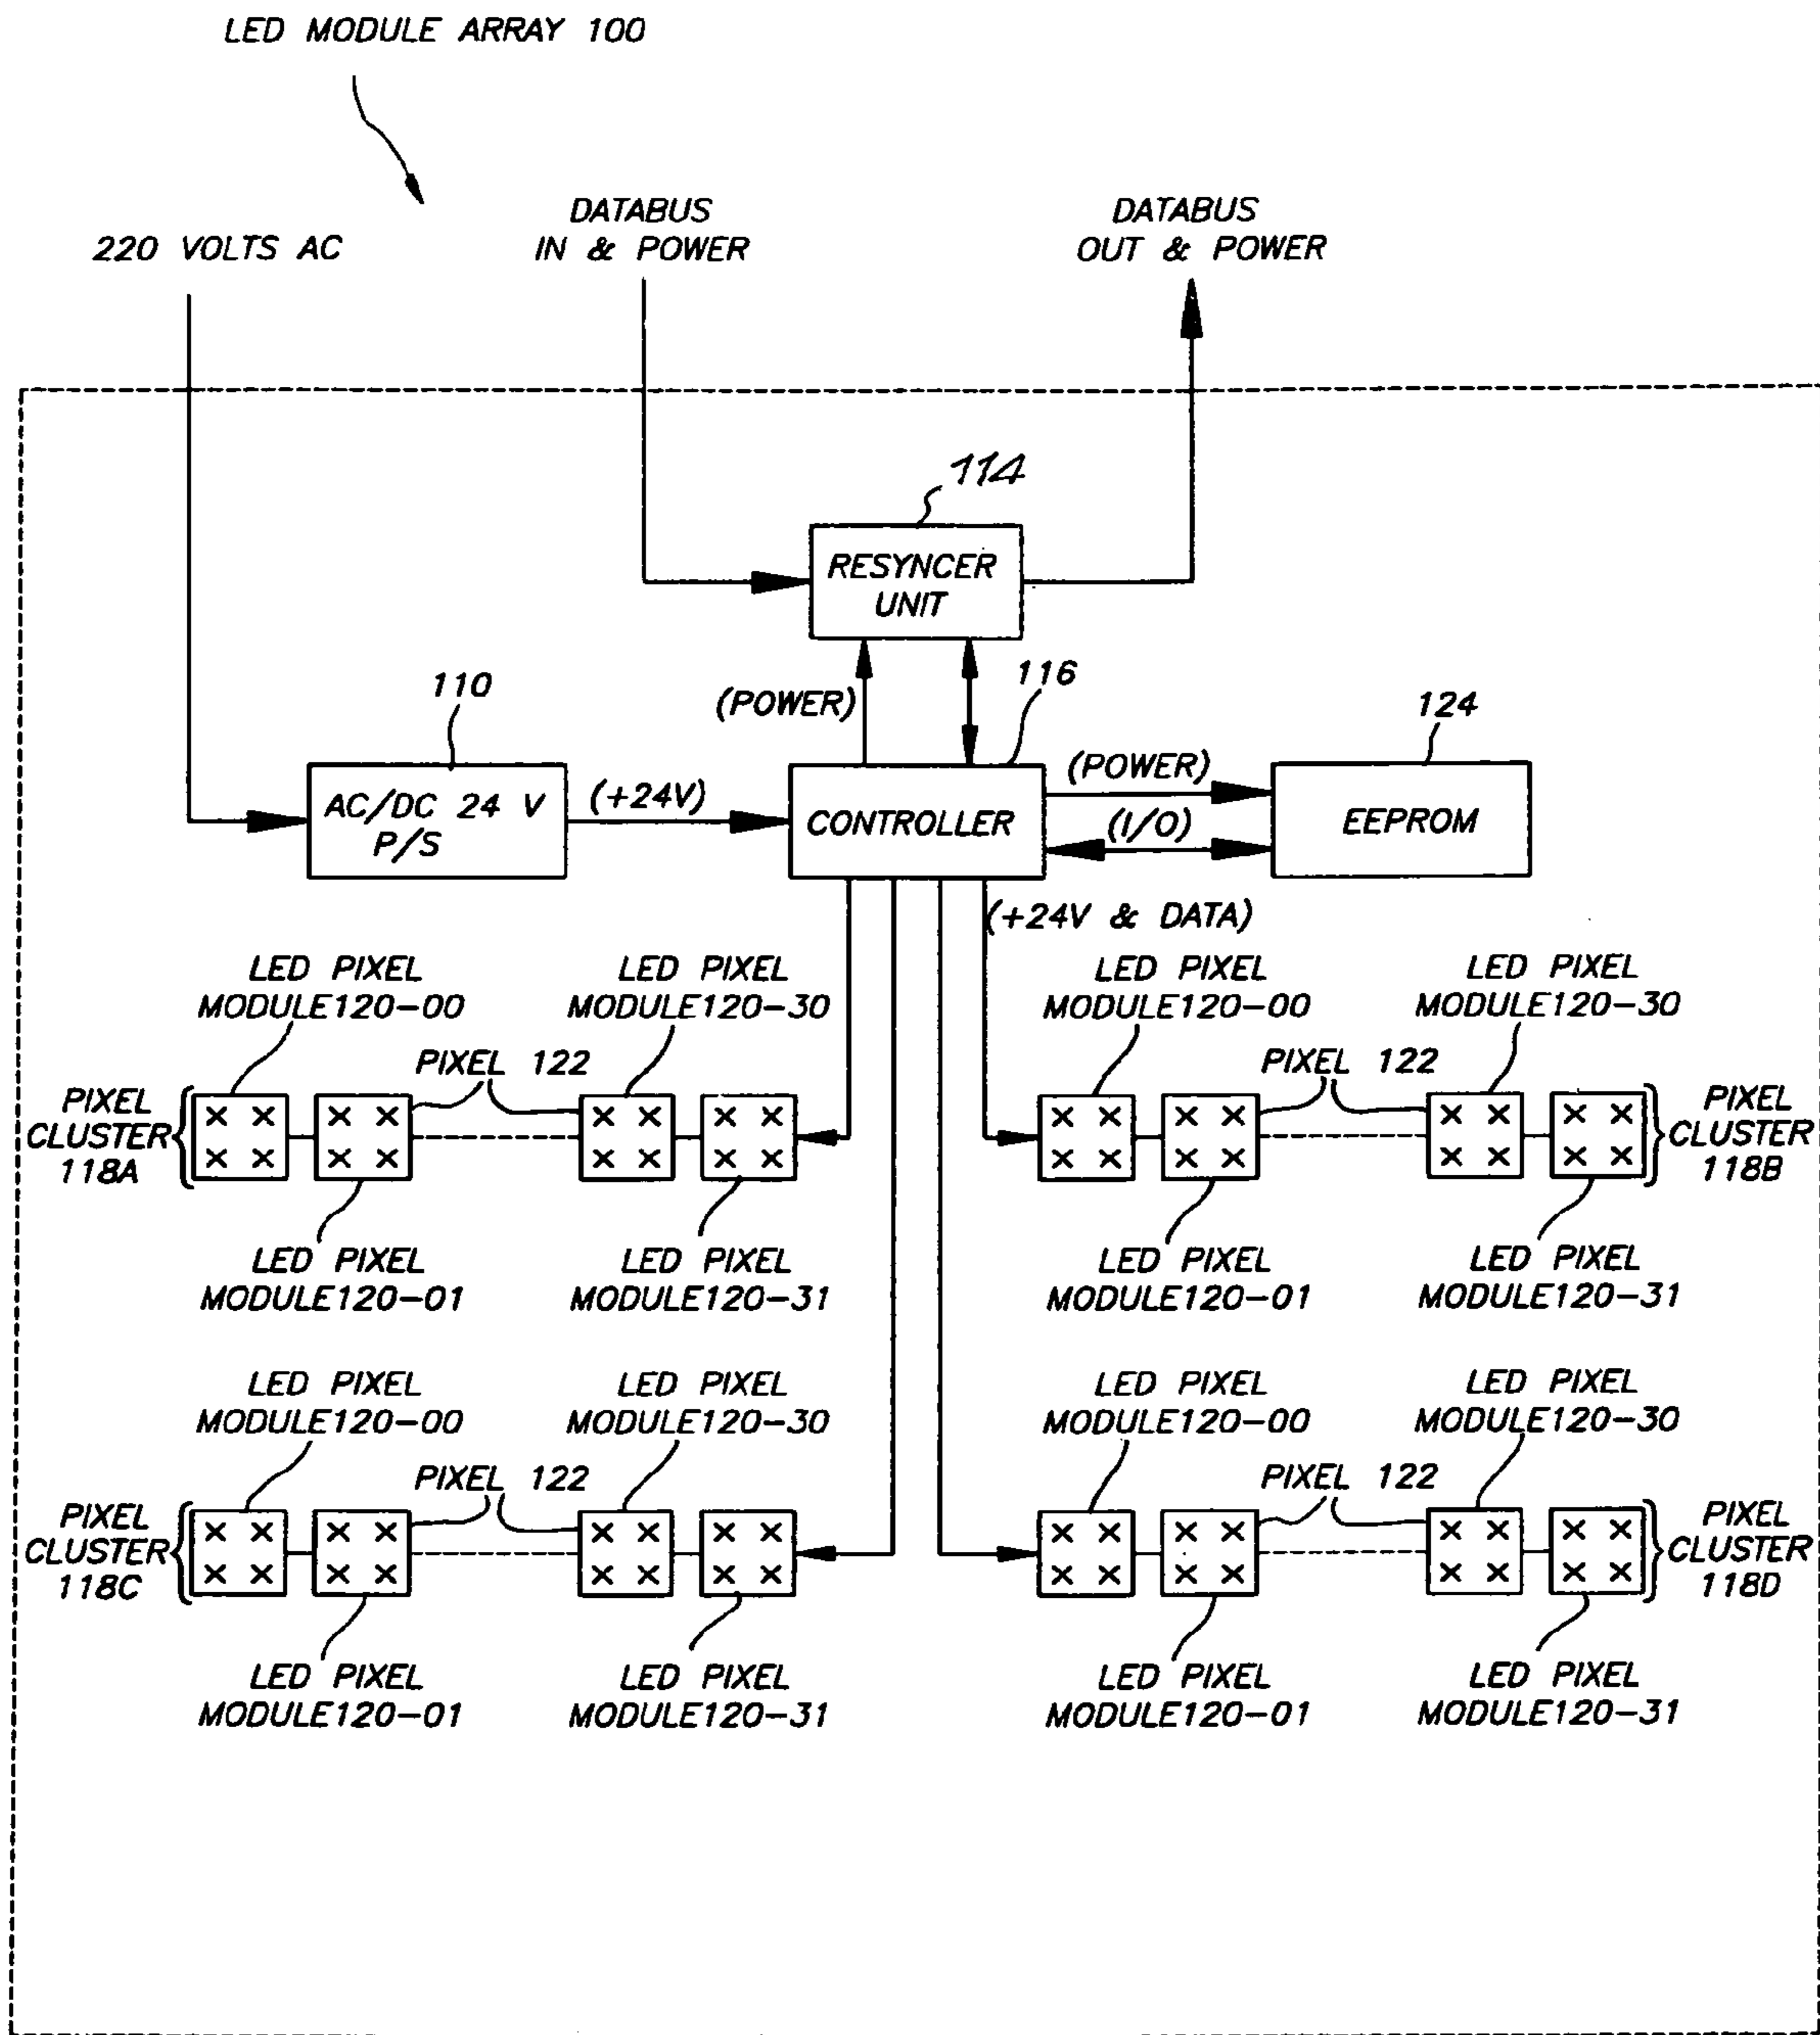 LED MODULE ARRAY 100
220 VOLTS AC
DATABUS
IN & POWER
DATABUS
OUT & POWER
114
RESYNCER
UNIT
110
(POWER)
116
124
AC/DC 24 V
P/S
(+24V)
CONTROLLER
(POWER)
(I/O)
EEPROM
(+24V & DATA)
LED PIXEL
MODULE120-00
LED PIXEL
MODULE120-30
LED PIXEL
MODULE120-00
LED PIXEL
MODULE120-30
PIXEL 122
PIXEL 122
PIXEL
CLUSTER
118A
PIXEL
CLUSTER
118B
LED PIXEL
MODULE120-01
LED PIXEL
MODULE120-31
LED PIXEL
MODULE120-01
LED PIXEL
MODULE120-31
LED PIXEL
MODULE120-00
LED PIXEL
MODULE120-30
LED PIXEL
MODULE120-00
LED PIXEL
MODULE120-30
PIXEL 122
PIXEL 122
PIXEL
CLUSTER
118C
PIXEL
CLUSTER
118D
LED PIXEL
MODULE120-01
LED PIXEL
MODULE120-31
LED PIXEL
MODULE120-01
LED PIXEL
MODULE120-31